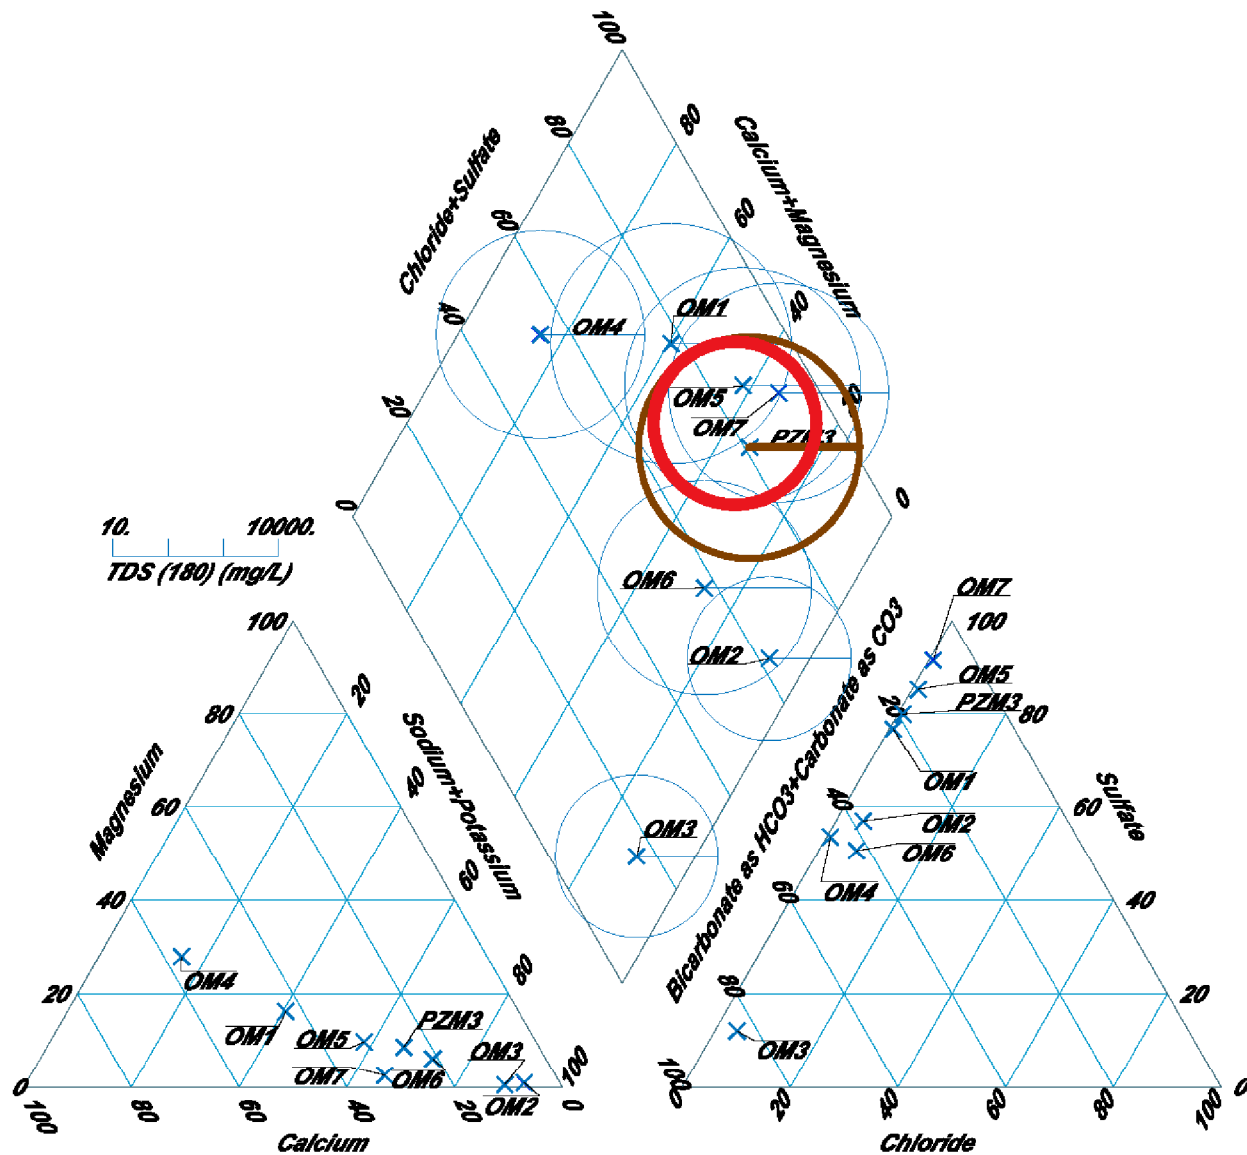 100
80
80
Chloride+Sulfate
Calcium+Magnesium
60
60
40
40
OM1
OM4
OM5
OM7
PZM3
20
0
0
10. 10000.
TDS (180) (mg/L)
OM6
OM2
OM3
Bicarbonate as HCO3+Carbonate as CO3
100
80
20
Magnesium
Sodium+Potassium
60
40
40
60
20
80
OM4
OM1
OM5
PZM3
OM7
OM6
OM3
OM2
0
100
100
80
60
40
20
0
Calcium
OM7
100
OM5
20
PZM3
80
OM1
Sulfate
40
60
OM2
OM6
OM4
60
40
80
20
OM3
100
0
0
20
40
60
80
100
Chloride